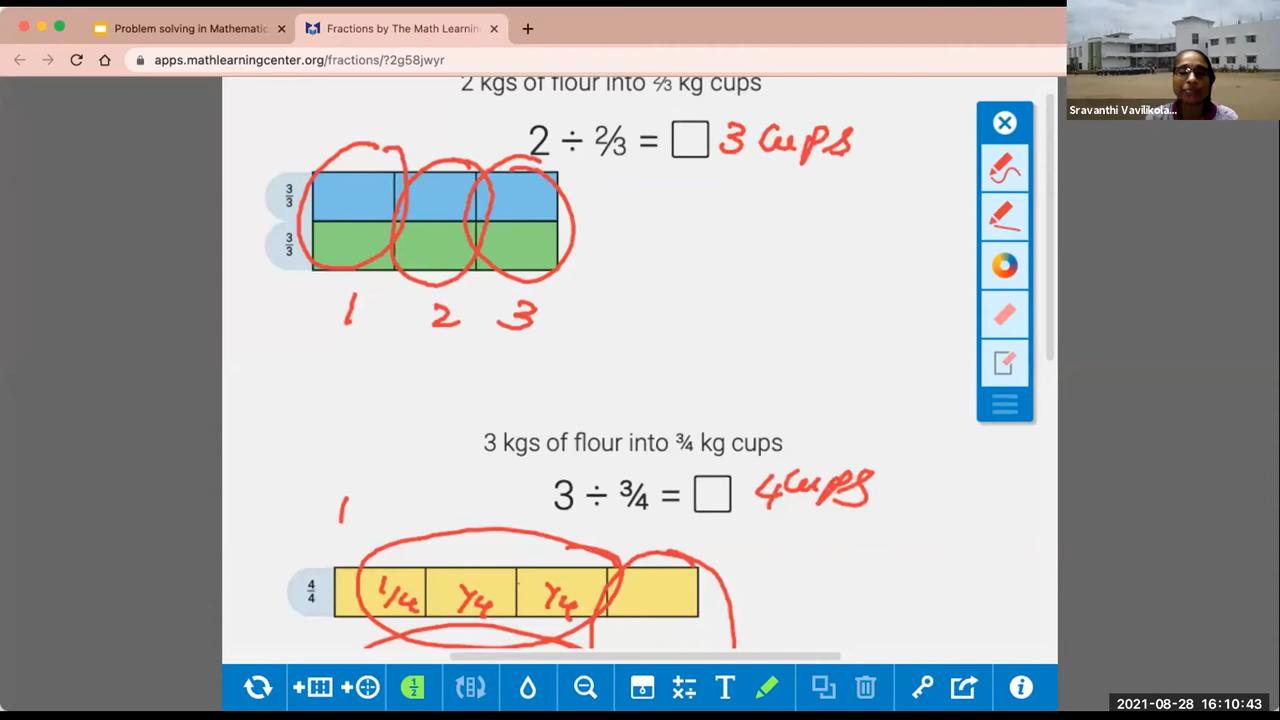 Problem solving in Mathematic
Fractions by The Math Learnin
apps.mathlearningcenter.org/fractions/?2g58jwyr
Sravanthi Vavilikola...
2 kgs of flour into ⅔ kg cups
2 ÷ ⅔ = □ 3 cups
3/3
3/3
1 2 3
3 kgs of flour into ¾ kg cups
3 ÷ ¾ = □ 4 cups
1
4/4 1/4 1/4 1/4
1/2
T
2021-08-28 16:10:43